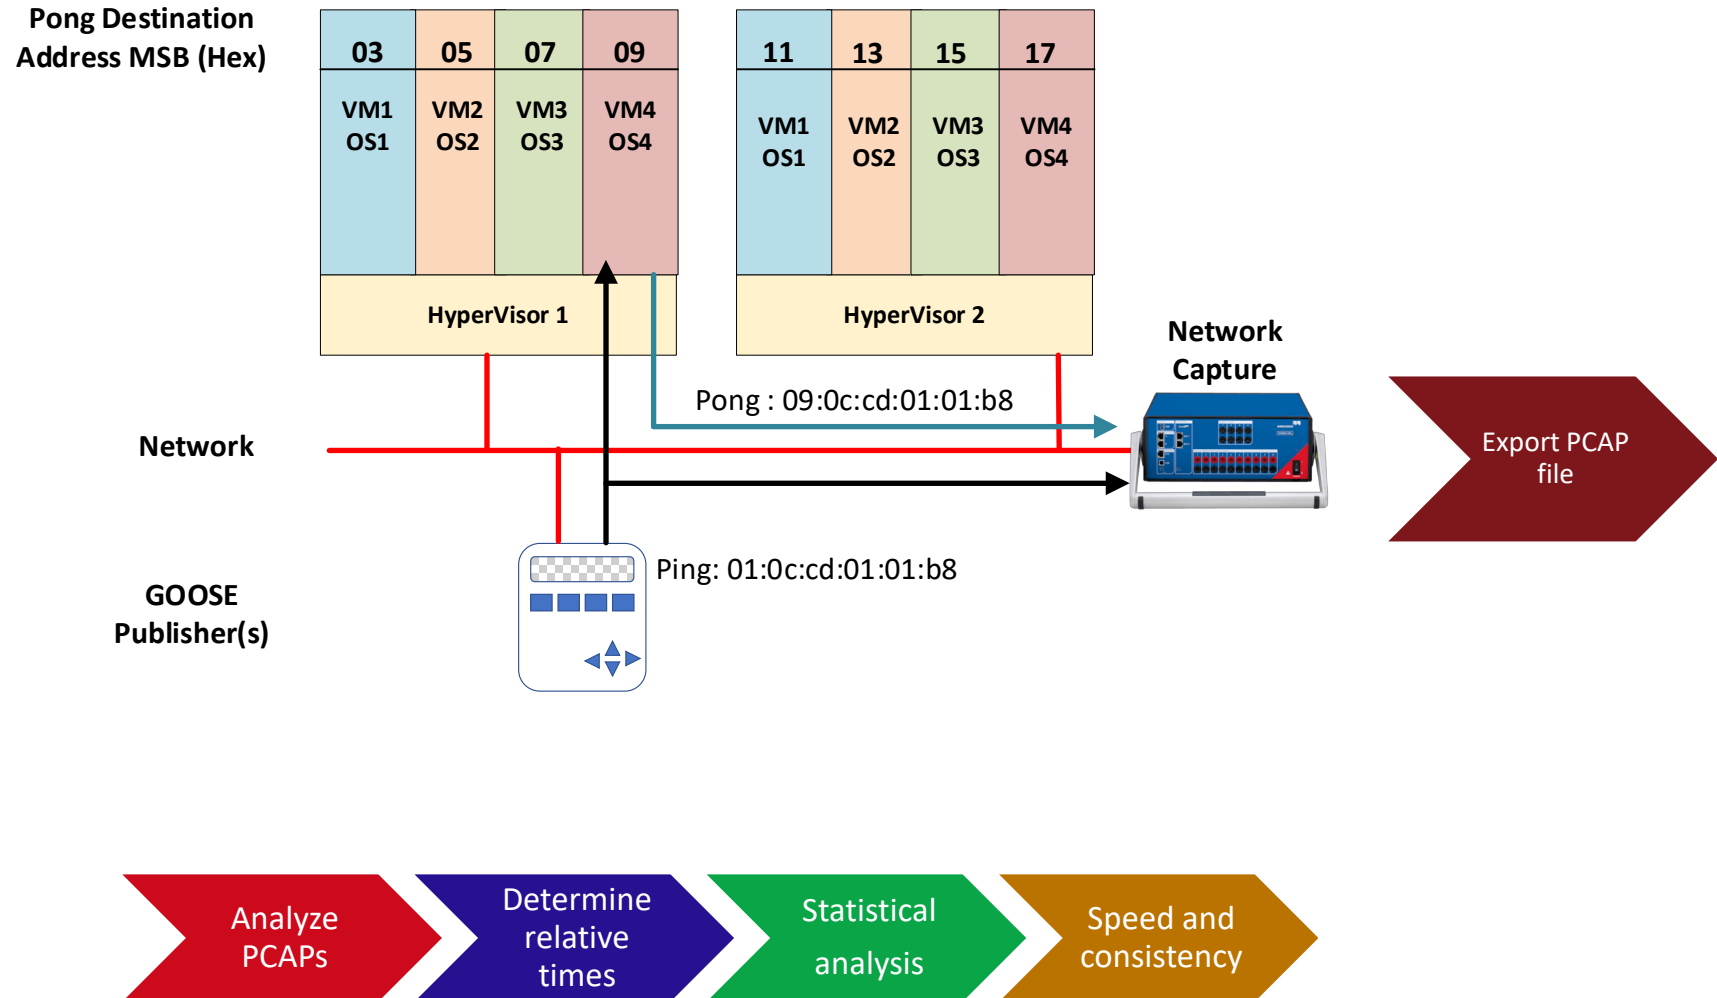 Pong Destination
Address MSB (Hex)
03 05 07 09
11 13 15 17
VM1 VM2 VM3 VM4
OS1 OS2 OS3 OS4
VM1 VM2 VM3 VM4
OS1 OS2 OS3 OS4
HyperVisor 1
HyperVisor 2
Network
Capture
Pong : 09:0c:cd:01:01:b8
Network
Export PCAP
file
Ping: 01:0c:cd:01:01:b8
GOOSE
Publisher(s)
Analyze
PCAPs
Determine
relative
times
Statistical
analysis
Speed and
consistency